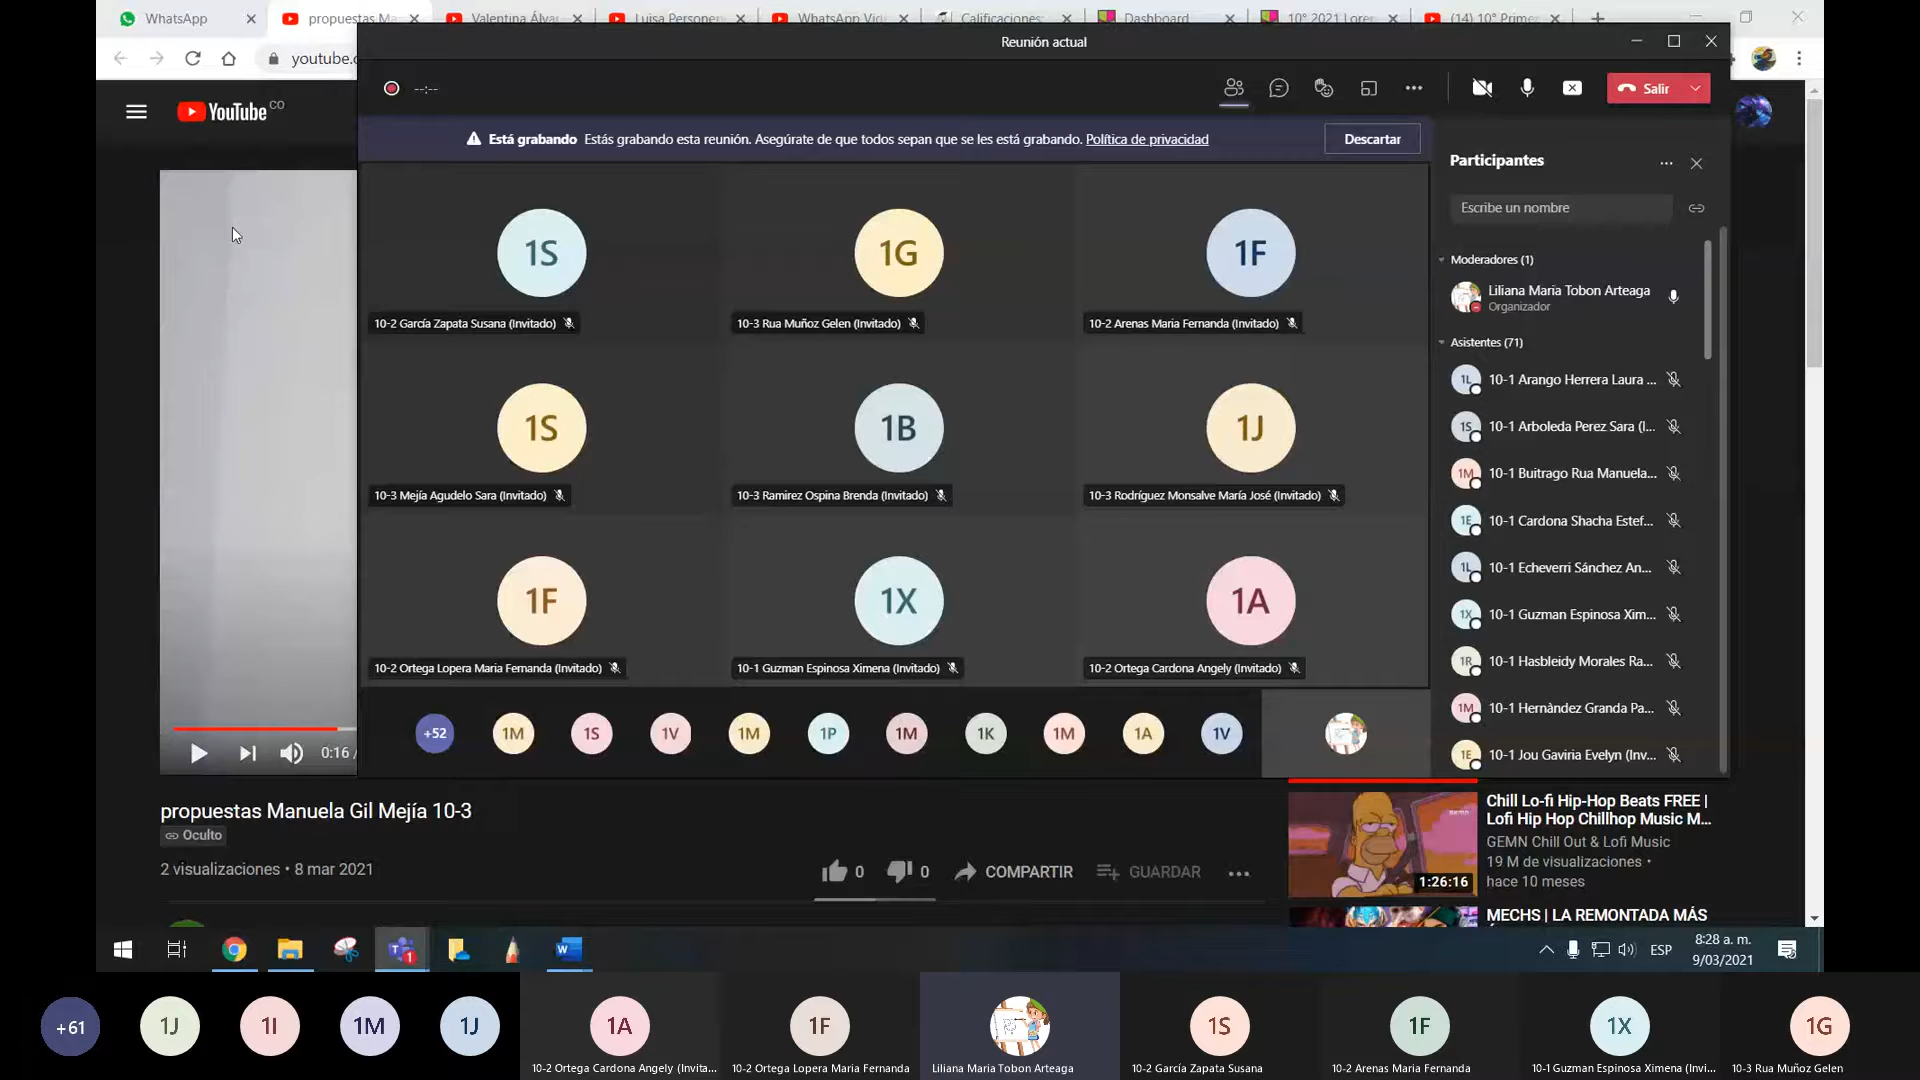 WhatsApp
propuestas Ma
Valentina Álvar
Luisa Persone
WhatsApp Vid
Calificaciones:
Dashboard
10° 2021 Lore
(14) 10° Prime
Reunión actual
youtube.c
--:--
Salir
YouTube CO
Está grabando Estás grabando esta reunión. Asegúrate de que todos sepan que se les está grabando. Política de privacidad
Descartar
Participantes
Escribe un nombre
Moderadores (1)
Liliana Maria Tobon Arteaga
Organizador
Asistentes (71)
1L 10-1 Arango Herrera Laura ...
1S 10-1 Arboleda Perez Sara (I...
1M 10-1 Buitrago Rua Manuela...
1E 10-1 Cardona Shacha Estef...
1L 10-1 Echeverri Sánchez An...
1X 10-1 Guzman Espinosa Xim...
1R 10-1 Hasbleidy Morales Ra...
1M 10-1 Hernàndez Granda Pa...
1E 10-1 Jou Gaviria Evelyn (Inv...
1S
10-2 García Zapata Susana (Invitado)
1G
10-3 Rua Muñoz Gelen (Invitado)
1F
10-2 Arenas Maria Fernanda (Invitado)
1S
10-3 Mejía Agudelo Sara (Invitado)
1B
10-3 Ramirez Ospina Brenda (Invitado)
1J
10-3 Rodríguez Monsalve María José (Invitado)
1F
10-2 Ortega Lopera Maria Fernanda (Invitado)
1X
10-1 Guzman Espinosa Ximena (Invitado)
1A
10-2 Ortega Cardona Angely (Invitado)
+52 1M 1S 1V 1M 1P 1M 1K 1M 1A 1V
0:16 /
propuestas Manuela Gil Mejía 10-3
Oculto
2 visualizaciones • 8 mar 2021
0 0 COMPARTIR GUARDAR
Chill Lo-fi Hip-Hop Beats FREE |
Lofi Hip Hop Chillhop Music M...
GEMN Chill Out & Lofi Music
19 M de visualizaciones •
hace 10 meses
1:26:16
MECHS | LA REMONTADA MÁS
1
W
ESP
8:28 a. m.
9/03/2021
+61 1J 1I 1M 1J 1A 1F 1S 1F 1X 1G
10-2 Ortega Cardona Angely (Invita...
10-2 Ortega Lopera Maria Fernanda
Liliana Maria Tobon Arteaga
10-2 García Zapata Susana
10-2 Arenas Maria Fernanda
10-1 Guzman Espinosa Ximena (Invi...
10-3 Rua Muñoz Gelen